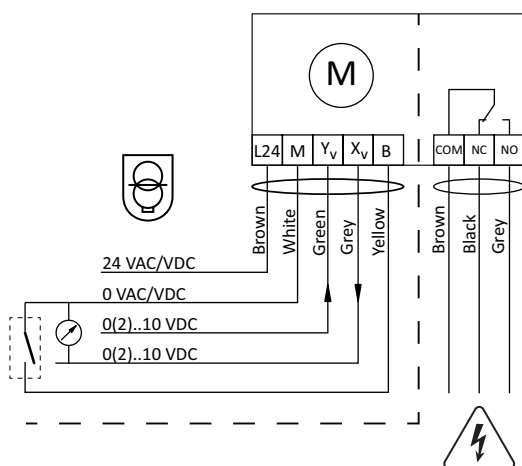 M
L24 M Yv Xv B COM NC NO
Brown White Green Grey Yellow Brown Black Grey
24 VAC/VDC
0 VAC/VDC
0(2)..10 VDC
0(2)..10 VDC